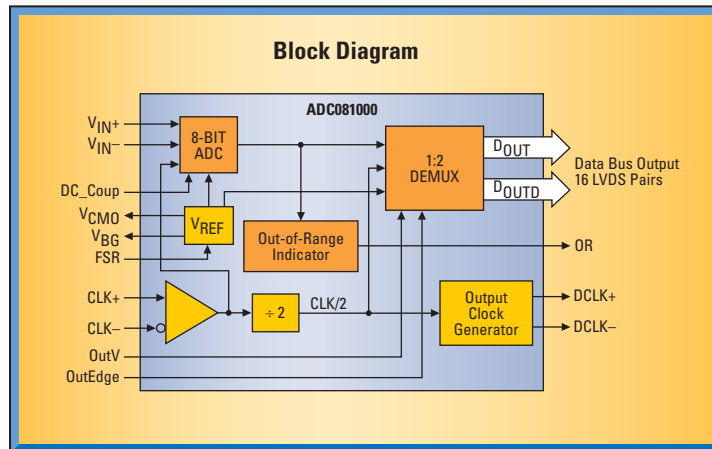 Block Diagram
ADC081000
VIN+
VIN–
DC_Coup
VCMO
VBG
FSR
CLK+
CLK–
OutV
OutEdge
8-BIT
ADC
VREF
Out-of-Range
Indicator
÷ 2
CLK/2
1:2
DEMUX
Output
Clock
Generator
DOUT
DOUTD
Data Bus Output
16 LVDS Pairs
OR
DCLK+
DCLK–